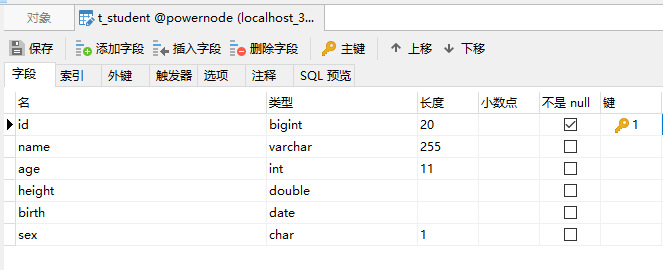 对象 t_student @powernode (localhost_3...
保存 添加字段 插入字段 删除字段 主键 上移 下移
字段 索引 外键 触发器 选项 注释 SQL 预览
名 类型 长度 小数点 不是 null 键
id bigint 20 1
name varchar 255
age int 11
height double
birth date
sex char 1